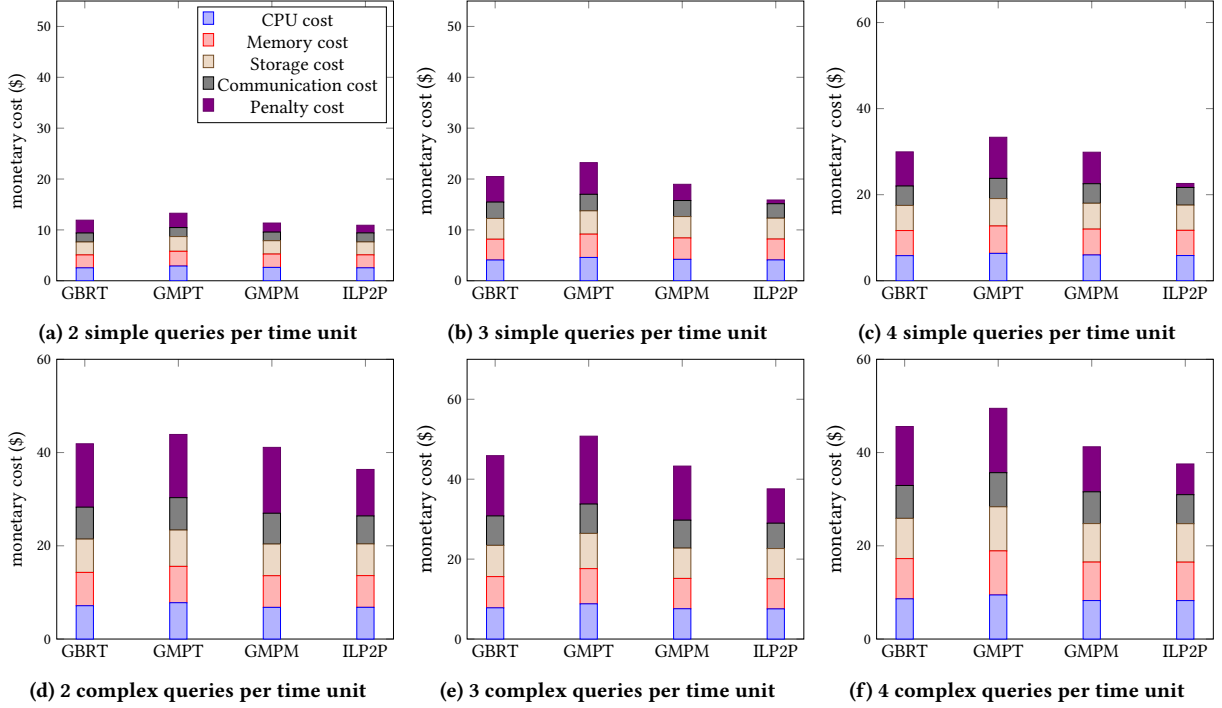 monetary cost ($)
50
40
30
20
10
0
CPU cost
Memory cost
Storage cost
Communication cost
Penalty cost
GBRT GMPT GMPM ILP2P
(a) 2 simple queries per time unit
monetary cost ($)
50
40
30
20
10
0
GBRT GMPT GMPM ILP2P
(b) 3 simple queries per time unit
monetary cost ($)
60
40
20
0
GBRT GMPT GMPM ILP2P
(c) 4 simple queries per time unit
monetary cost ($)
60
40
20
0
GBRT GMPT GMPM ILP2P
(d) 2 complex queries per time unit
monetary cost ($)
60
40
20
0
GBRT GMPT GMPM ILP2P
(e) 3 complex queries per time unit
monetary cost ($)
60
40
20
0
GBRT GMPT GMPM ILP2P
(f) 4 complex queries per time unit